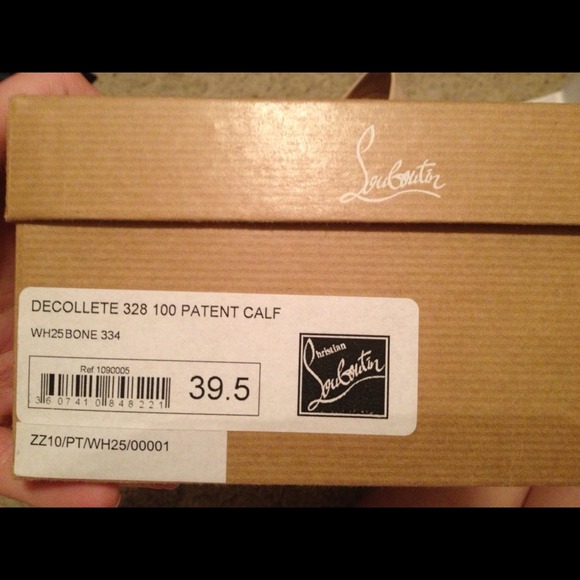 Louboutin
DECOLLETE 328 100 PATENT CALF
WH25BONE 334
Ref 1090005
3607410848221
39.5
Christian
Louboutin
ZZ10/PT/WH25/00001